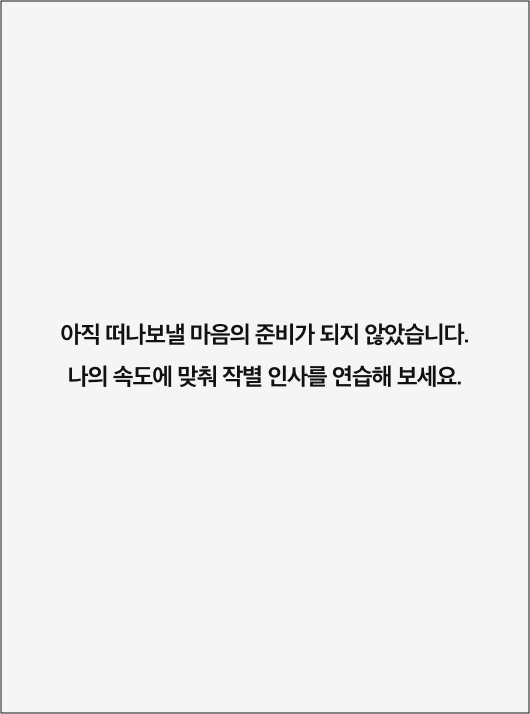 아직 떠나보낼 마음의 준비가 되지 않았습니다.
나의 속도에 맞춰 작별 인사를 연습해 보세요.